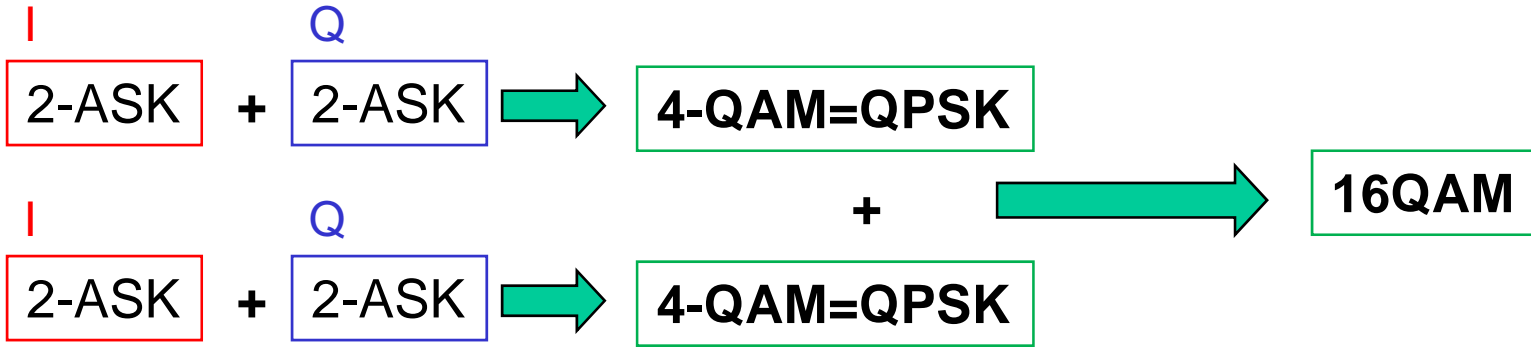 I Q
2-ASK + 2-ASK 4-QAM=QPSK
+ 16QAM
I Q
2-ASK + 2-ASK 4-QAM=QPSK